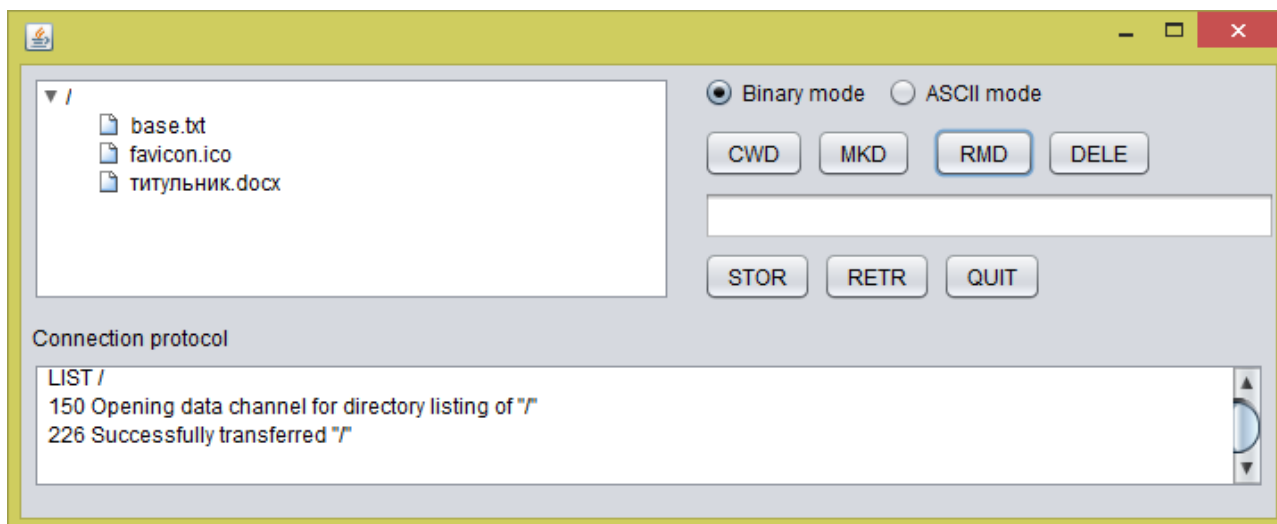 /
base.txt
favicon.ico
титульник.docx
Binary mode ASCII mode
CWD MKD RMD DELE
STOR RETR QUIT
Connection protocol
LIST /
150 Opening data channel for directory listing of "/"
226 Successfully transferred "/"